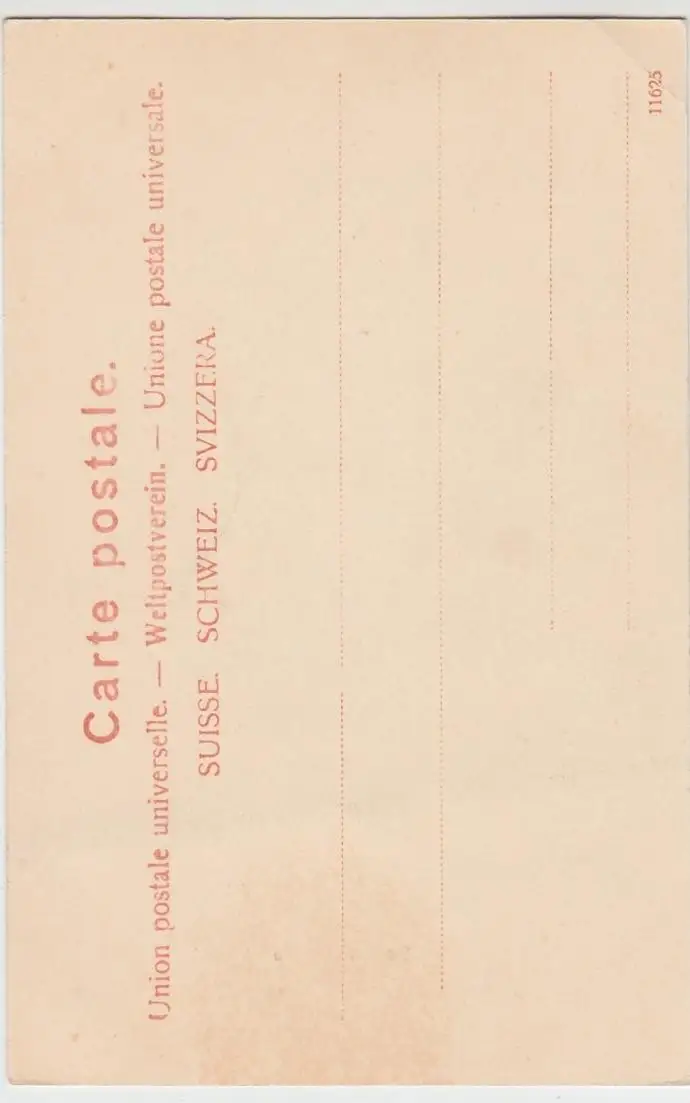 Carte postale.
Union postale universelle. — Weltpostverein. — Unione postale universale.
SUISSE. SCHWEIZ. SVIZZERA.
11625